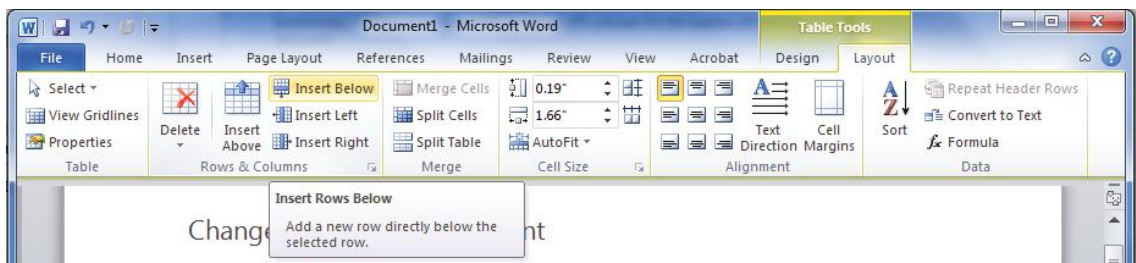 W Document1 - Microsoft Word Table Tools
File Home Insert Page Layout References Mailings Review View Acrobat Design Layout
Select Insert Below Merge Cells 0.19" Repeat Header Rows
View Gridlines Insert Left Split Cells 1.66" Convert to Text
Properties Delete Insert Above Insert Right Split Table AutoFit Text Direction Cell Margins AZ Sort fx Formula
Table Rows & Columns Merge Cell Size Alignment Data
Insert Rows Below
Add a new row directly below the
selected row.
Change nt